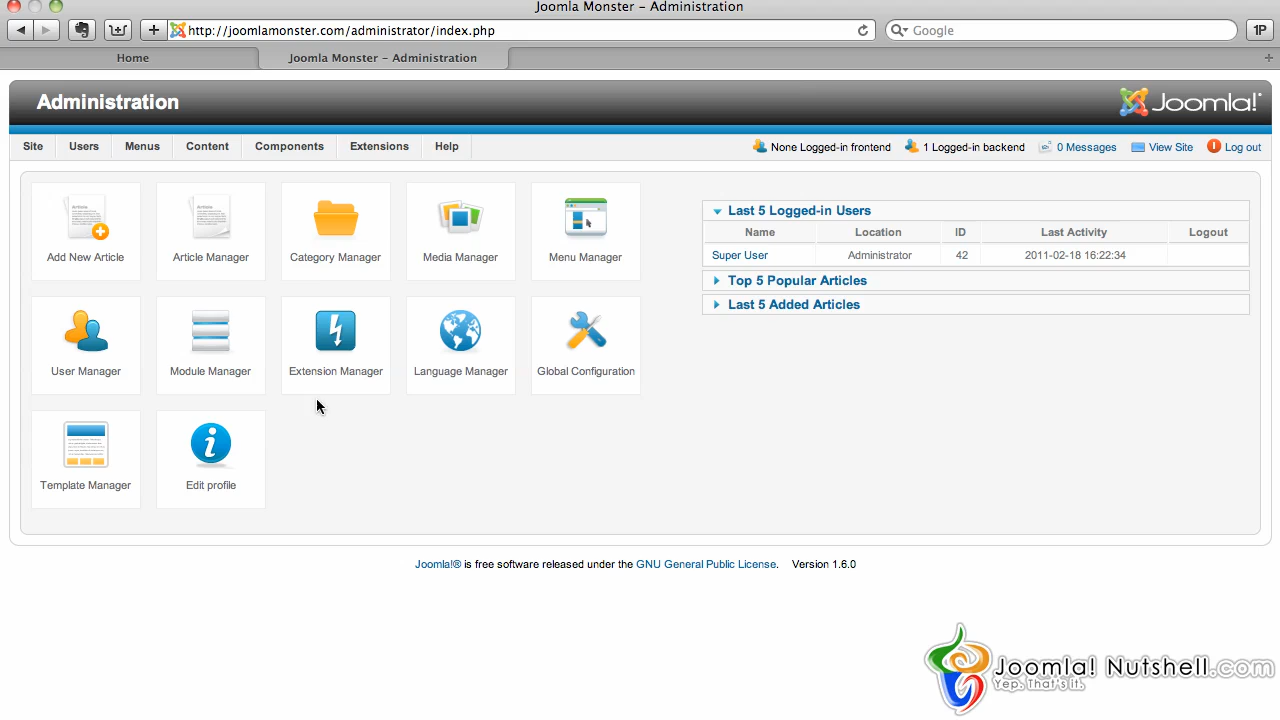 Joomla Monster – Administration
http://joomlamonster.com/administrator/index.php
Google
1P
Home
Joomla Monster – Administration
Administration
Joomla!
Site Users Menus Content Components Extensions Help
None Logged-in frontend 1 Logged-in backend 0 Messages View Site Log out
Add New Article
Article Manager
Category Manager
Media Manager
Menu Manager
User Manager
Module Manager
Extension Manager
Language Manager
Global Configuration
Template Manager
Edit profile
Last 5 Logged-in Users
Name Location ID Last Activity Logout
Super User Administrator 42 2011-02-18 16:22:34
Top 5 Popular Articles
Last 5 Added Articles
Joomla!® is free software released under the GNU General Public License. Version 1.6.0
Joomla! Nutshell.com
Yep. That's it.